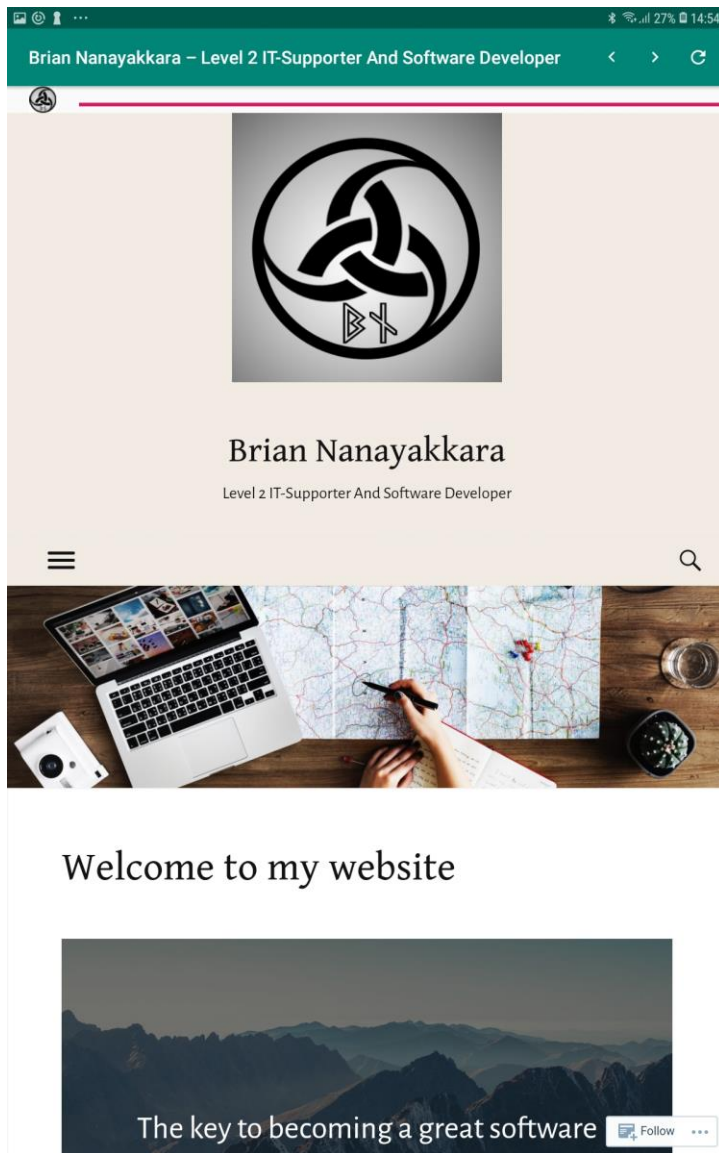 27% 14:54
Brian Nanayakkara – Level 2 IT-Supporter And Software Developer
ᛒᚾ
Brian Nanayakkara
Level 2 IT-Supporter And Software Developer
Welcome to my website
The key to becoming a great software
Follow